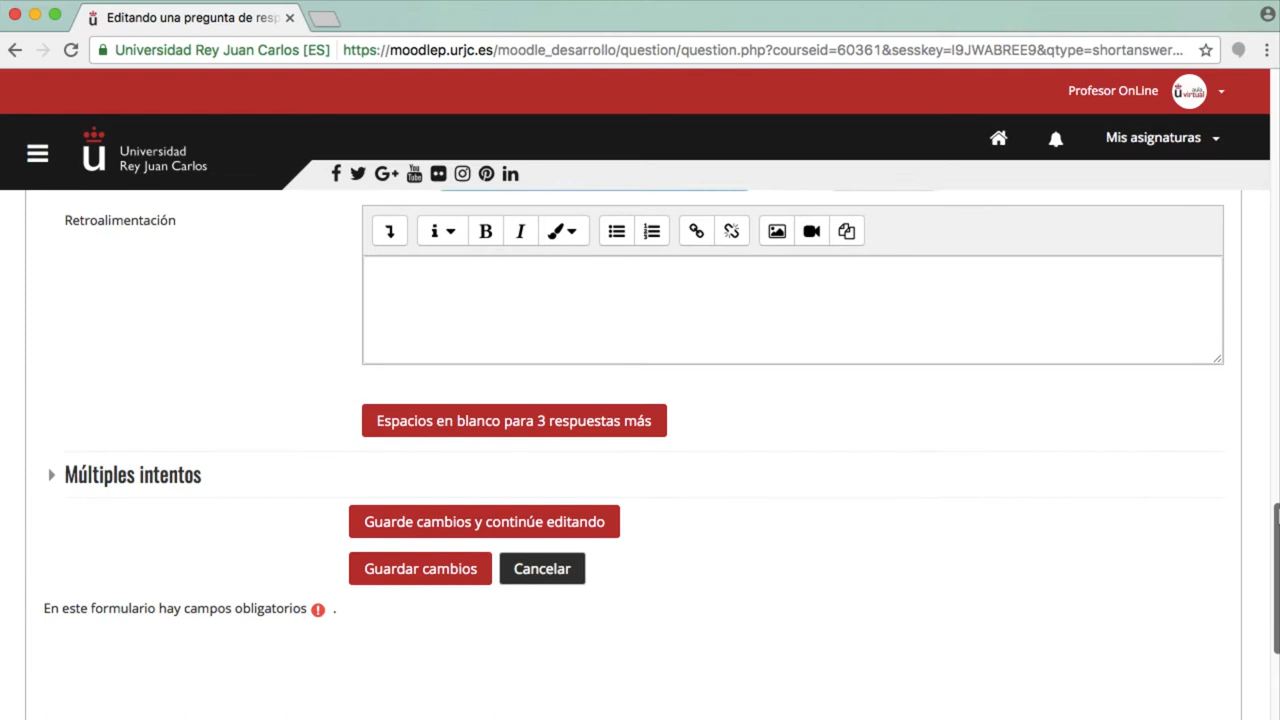 Editando una pregunta de resp
Universidad Rey Juan Carlos [ES]
https://moodlep.urjc.es/moodle_desarrollo/question/question.php?courseid=60361&sesskey=I9JWABREE9&qtype=shortanswer...
Profesor OnLine
u aula virtual
u Universidad
Rey Juan Carlos
Mis asignaturas
Retroalimentación
Espacios en blanco para 3 respuestas más
Múltiples intentos
Guarde cambios y continúe editando
Guardar cambios
Cancelar
En este formulario hay campos obligatorios ! .